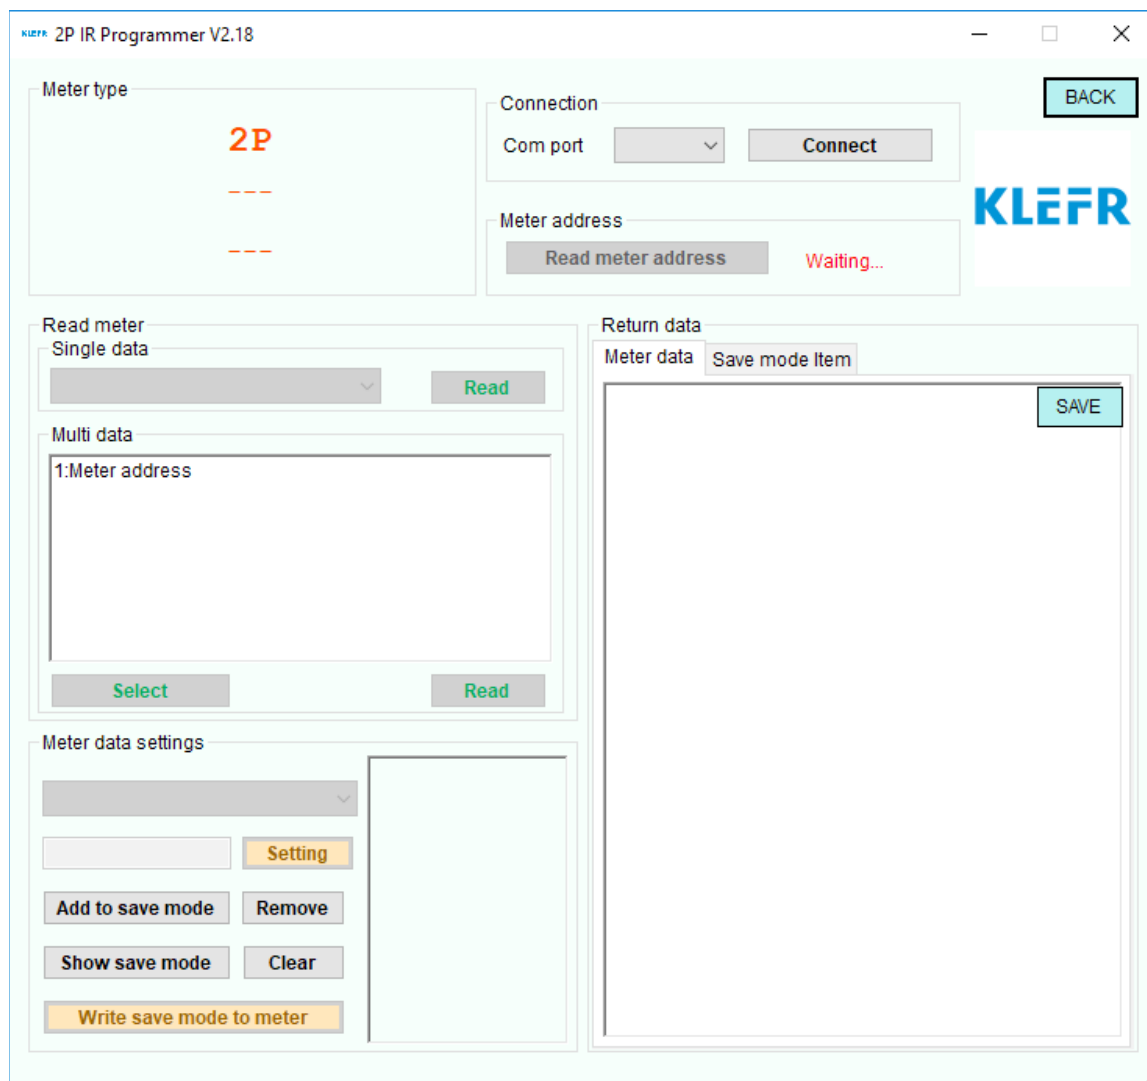 KLEFR 2P IR Programmer V2.18
Meter type
2P
---
---
Connection
Com port
Connect
BACK
KLEFR
Meter address
Read meter address
Waiting...
Read meter
Single data
Read
Multi data
1:Meter address
Select
Read
Return data
Meter data
Save mode Item
SAVE
Meter data settings
Setting
Add to save mode
Remove
Show save mode
Clear
Write save mode to meter